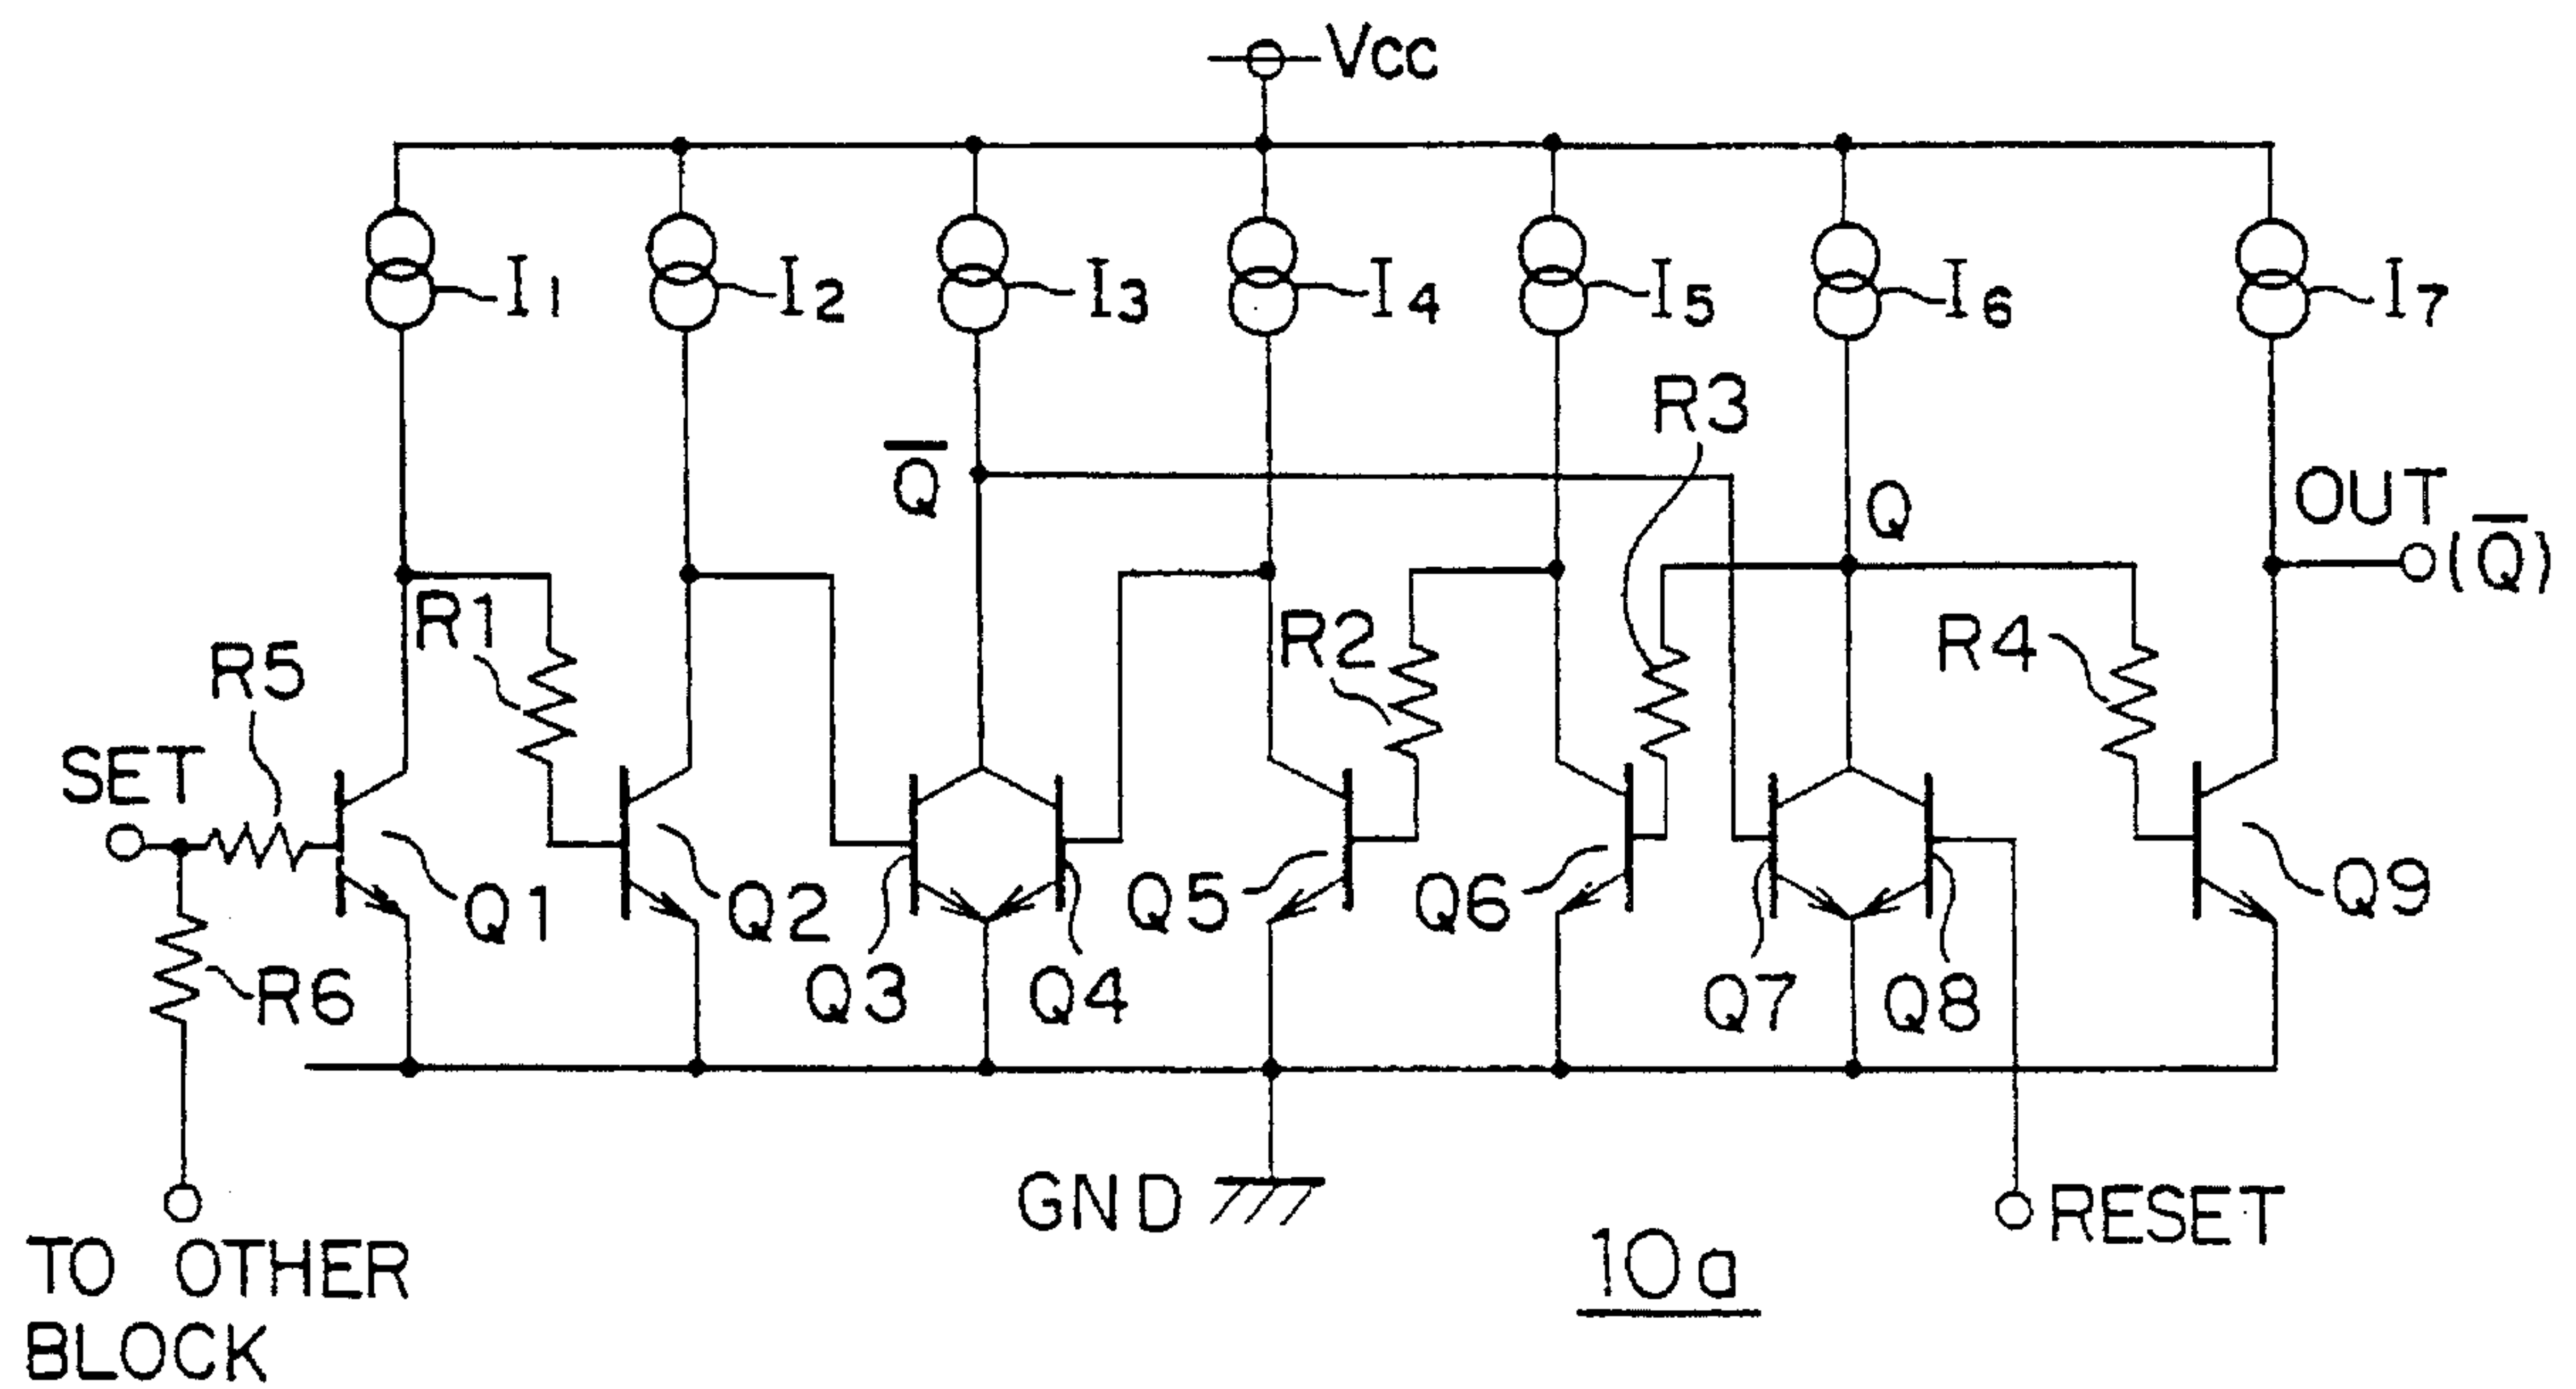 Vcc
I1
I2
I3
I4
I5
I6
I7
R3
Q̅
Q
OUT
(Q̅)
R1
R2
R4
R5
SET
Q1
Q2
Q3
Q4
Q5
Q6
Q7
Q8
Q9
R6
GND
RESET
TO OTHER
BLOCK
10a